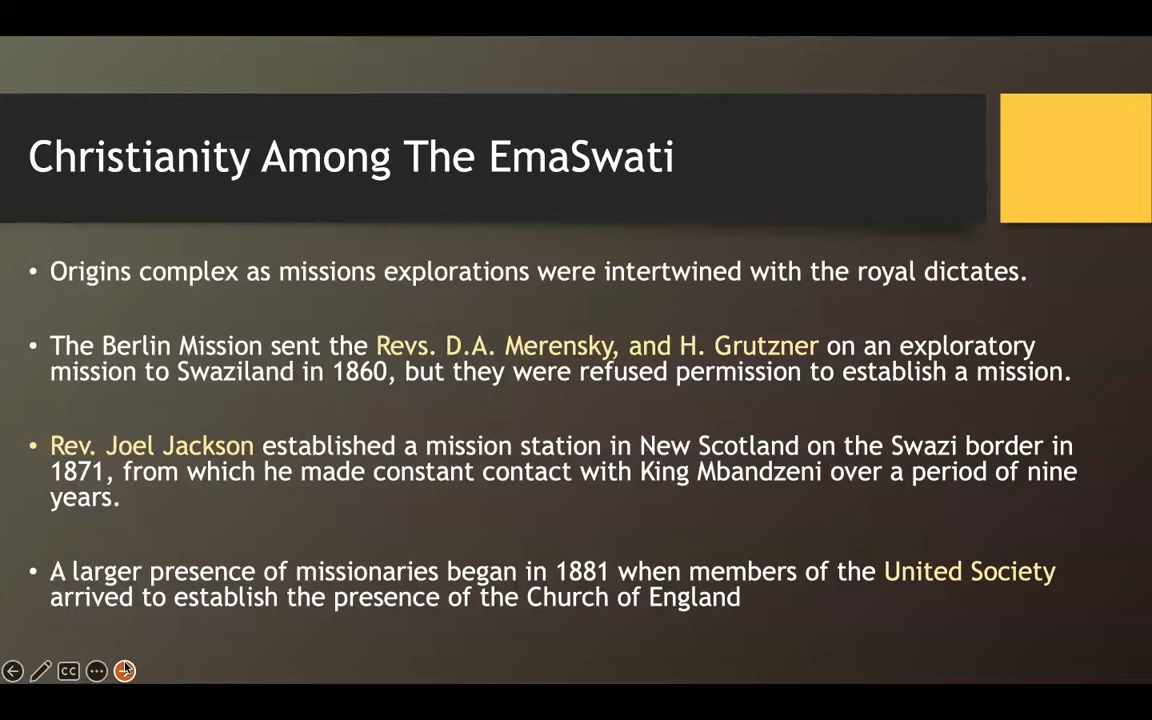 Christianity Among The EmaSwati
• Origins complex as missions explorations were intertwined with the royal dictates.
• The Berlin Mission sent the Revs. D.A. Merensky, and H. Grutzner on an exploratory
mission to Swaziland in 1860, but they were refused permission to establish a mission.
• Rev. Joel Jackson established a mission station in New Scotland on the Swazi border in
1871, from which he made constant contact with King Mbandzeni over a period of nine
years.
• A larger presence of missionaries began in 1881 when members of the United Society
arrived to establish the presence of the Church of England
CC